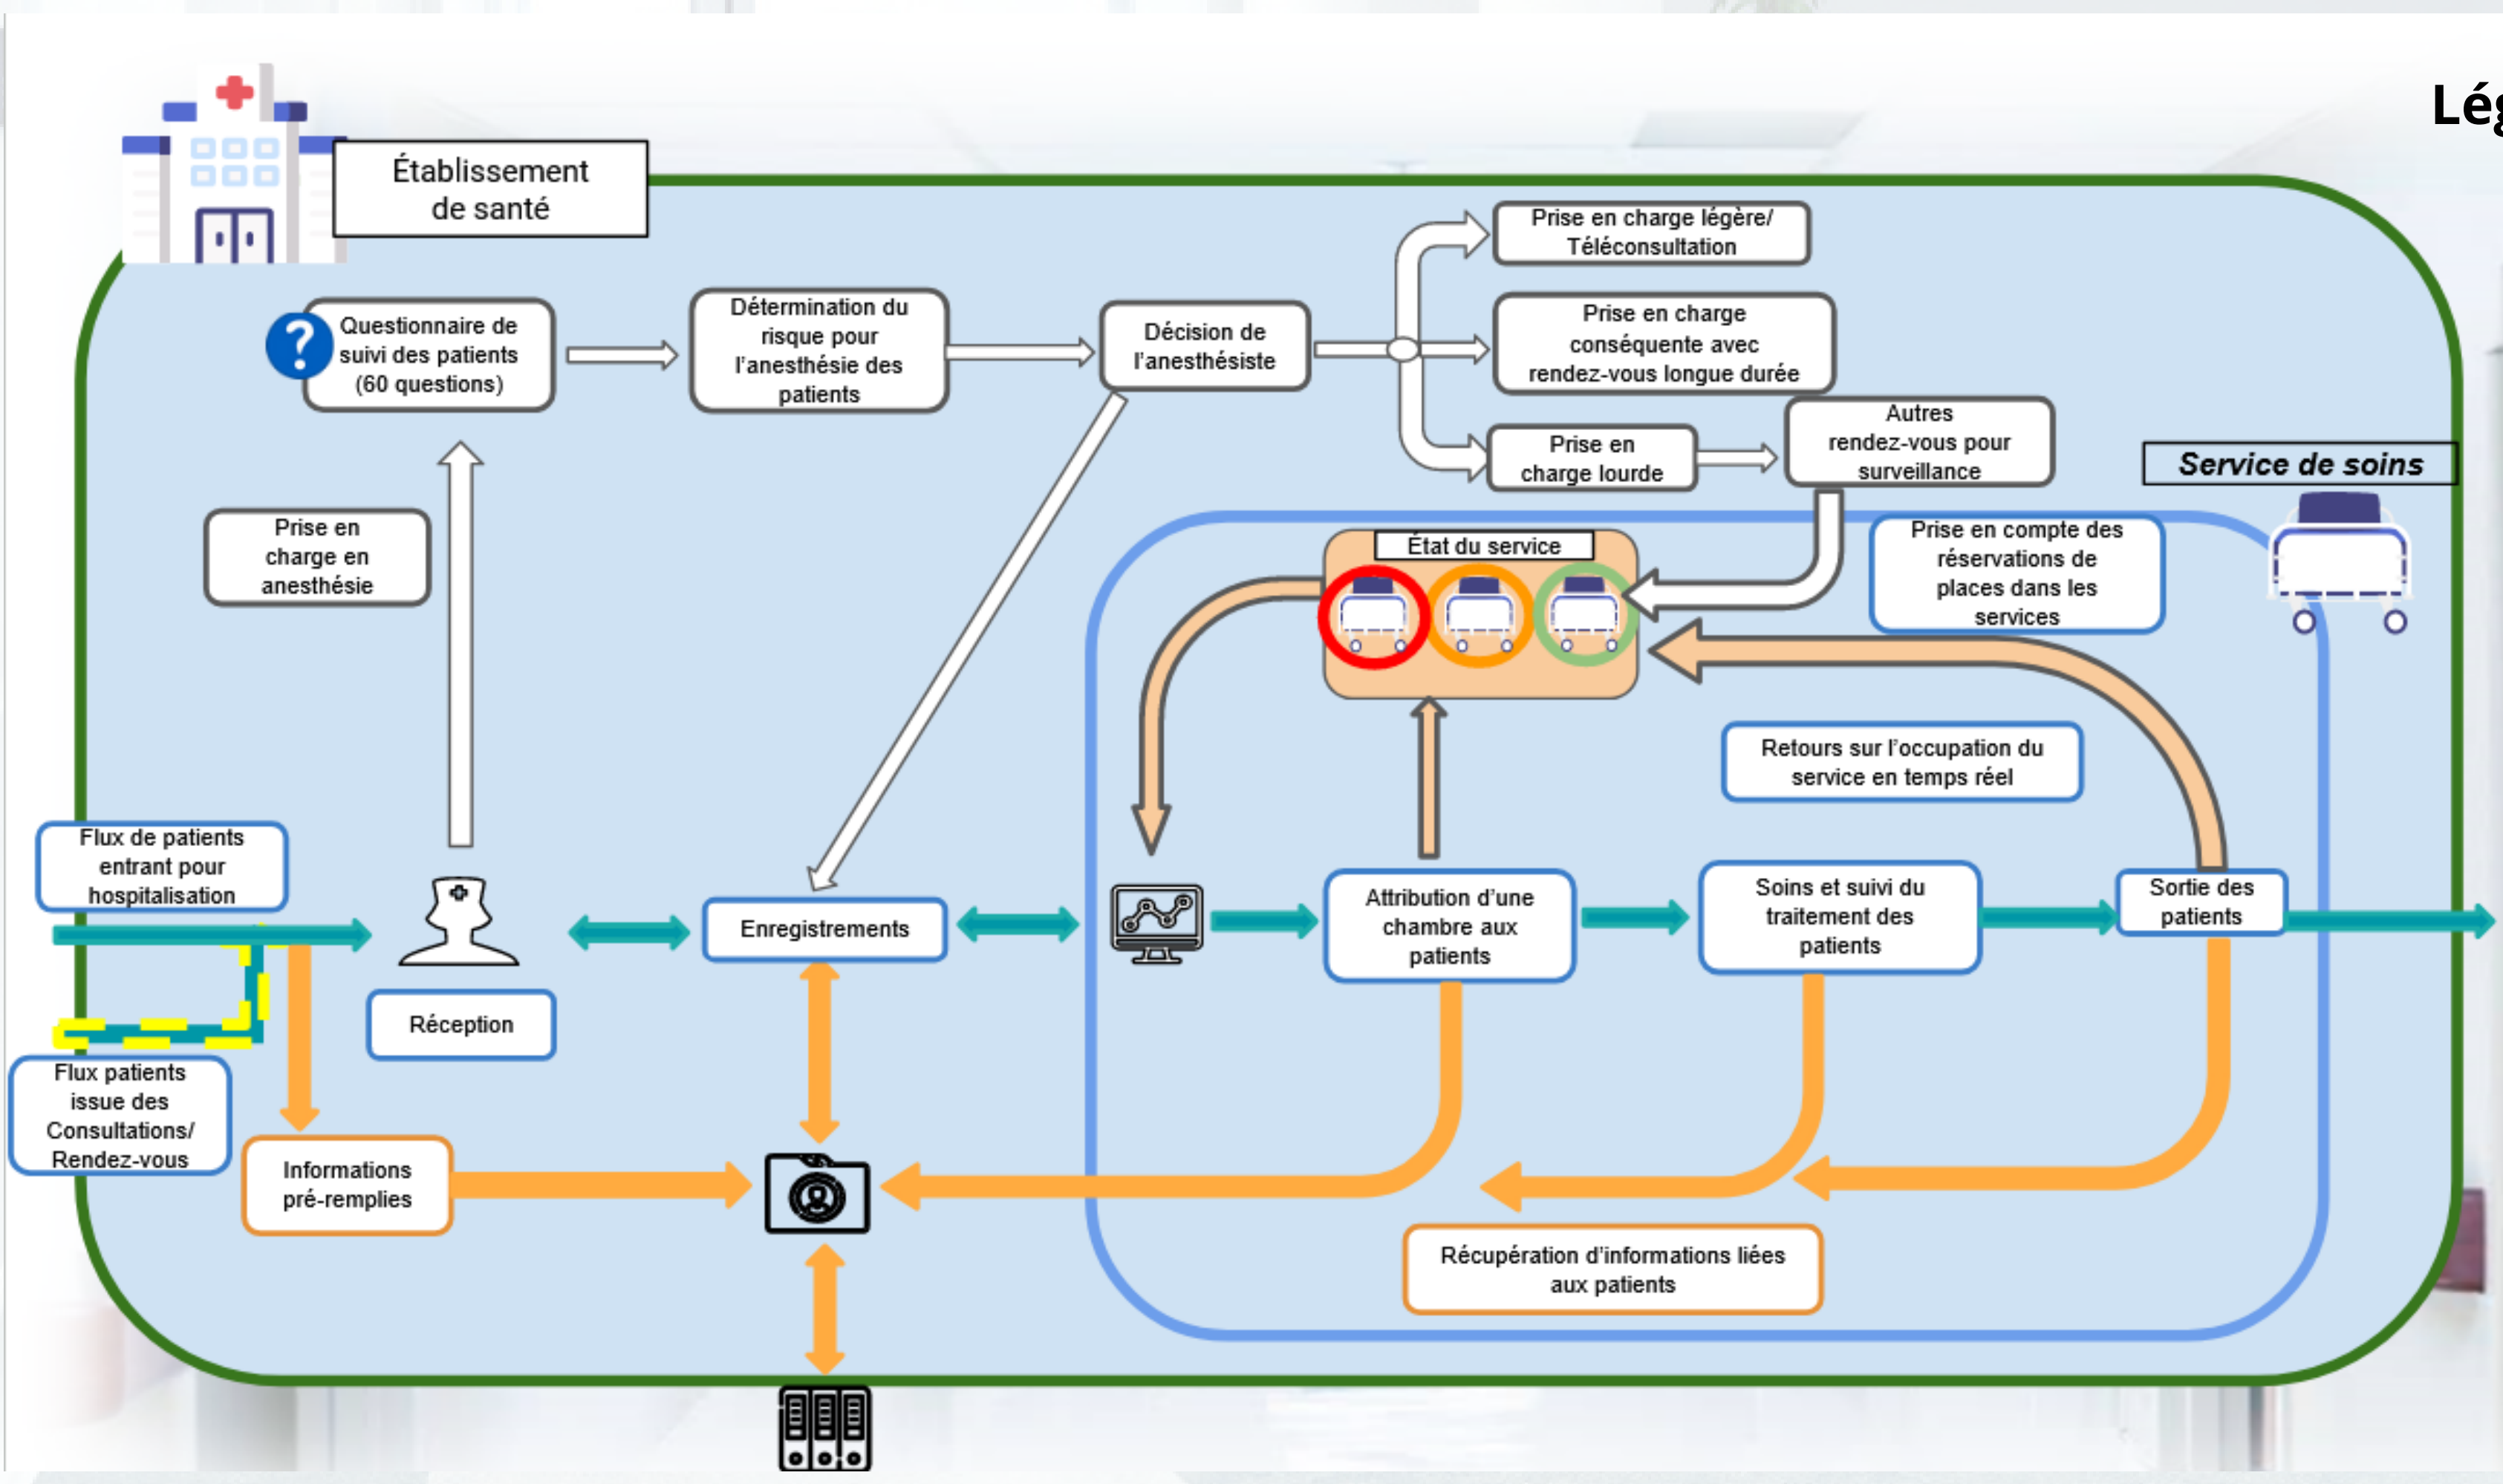 Lég
Établissement
de santé
Prise en charge légère/
Téléconsultation
Questionnaire de
suivi des patients
(60 questions)
Détermination du
risque pour
l'anesthésie des
patients
Décision de
l'anesthésiste
Prise en charge
conséquente avec
rendez-vous longue durée
Prise en
charge lourde
Autres
rendez-vous pour
surveillance
Service de soins
Prise en
charge en
anesthésie
État du service
Prise en compte des
réservations de
places dans les
services
Retours sur l'occupation du
service en temps réel
Flux de patients
entrant pour
hospitalisation
Enregistrements
Attribution d'une
chambre aux
patients
Soins et suivi du
traitement des
patients
Sortie des
patients
Réception
Flux patients
issue des
Consultations/
Rendez-vous
Informations
pré-remplies
Récupération d'informations liées
aux patients